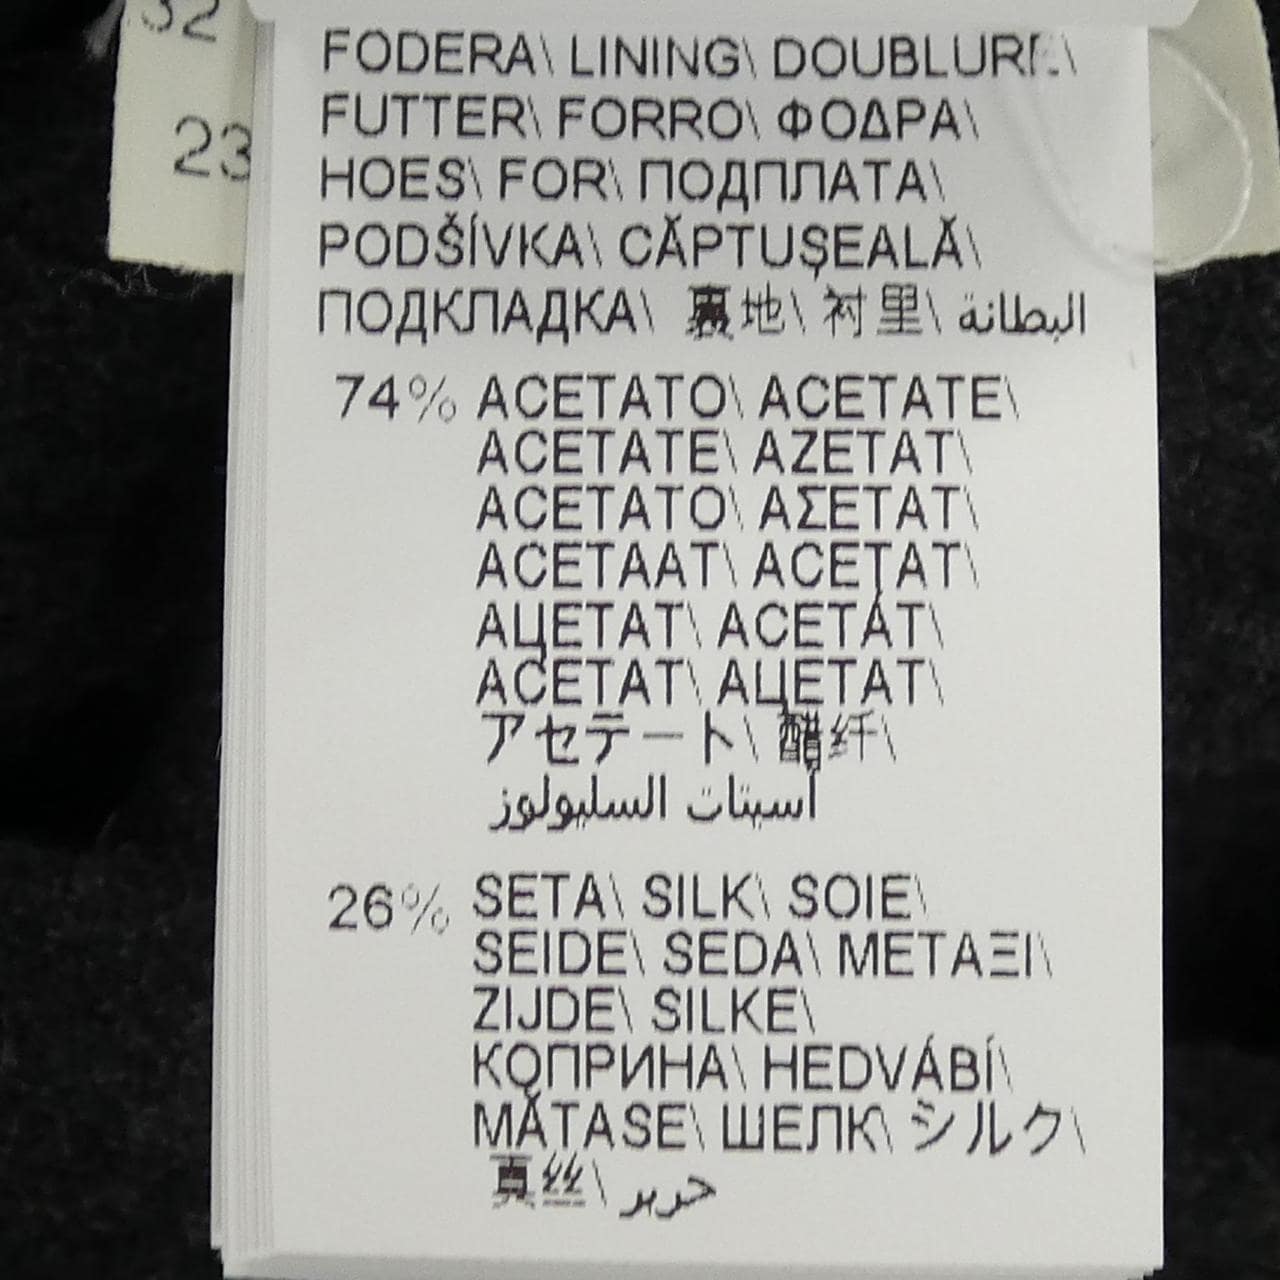 32
23
FODERA\ LINING\ DOUBLURE\
FUTTER\ FORRO\ ΦΟΔΡΑ\
HOES\ FOR\ ПОДПЛАТА\
PODŠÍVKA\ CĂPTUȘEALĂ\
ПОДКЛАДКА\ 裏地\ 衬里\ البطانة
74% ACETATO\ ACETATE\
ACETATE\ AZETAT\
ACETATO\ ΑΣΕΤΑΤ\
ACETAAT\ ACETAT\
АЦЕТАТ\ ACETÁT\
ACETAT\ АЦЕТАТ\
アセテート\ 醋纤\
أسيتات السليولوز
26% SETA\ SILK\ SOIE\
SEIDE\ SEDA\ ΜΕΤΑΞΙ\
ZIJDE\ SILKE\
КОПРИНА\ HEDVÁBÍ\
MĂTASE\ ШЕЛК\ シルク\
真丝\ حرير